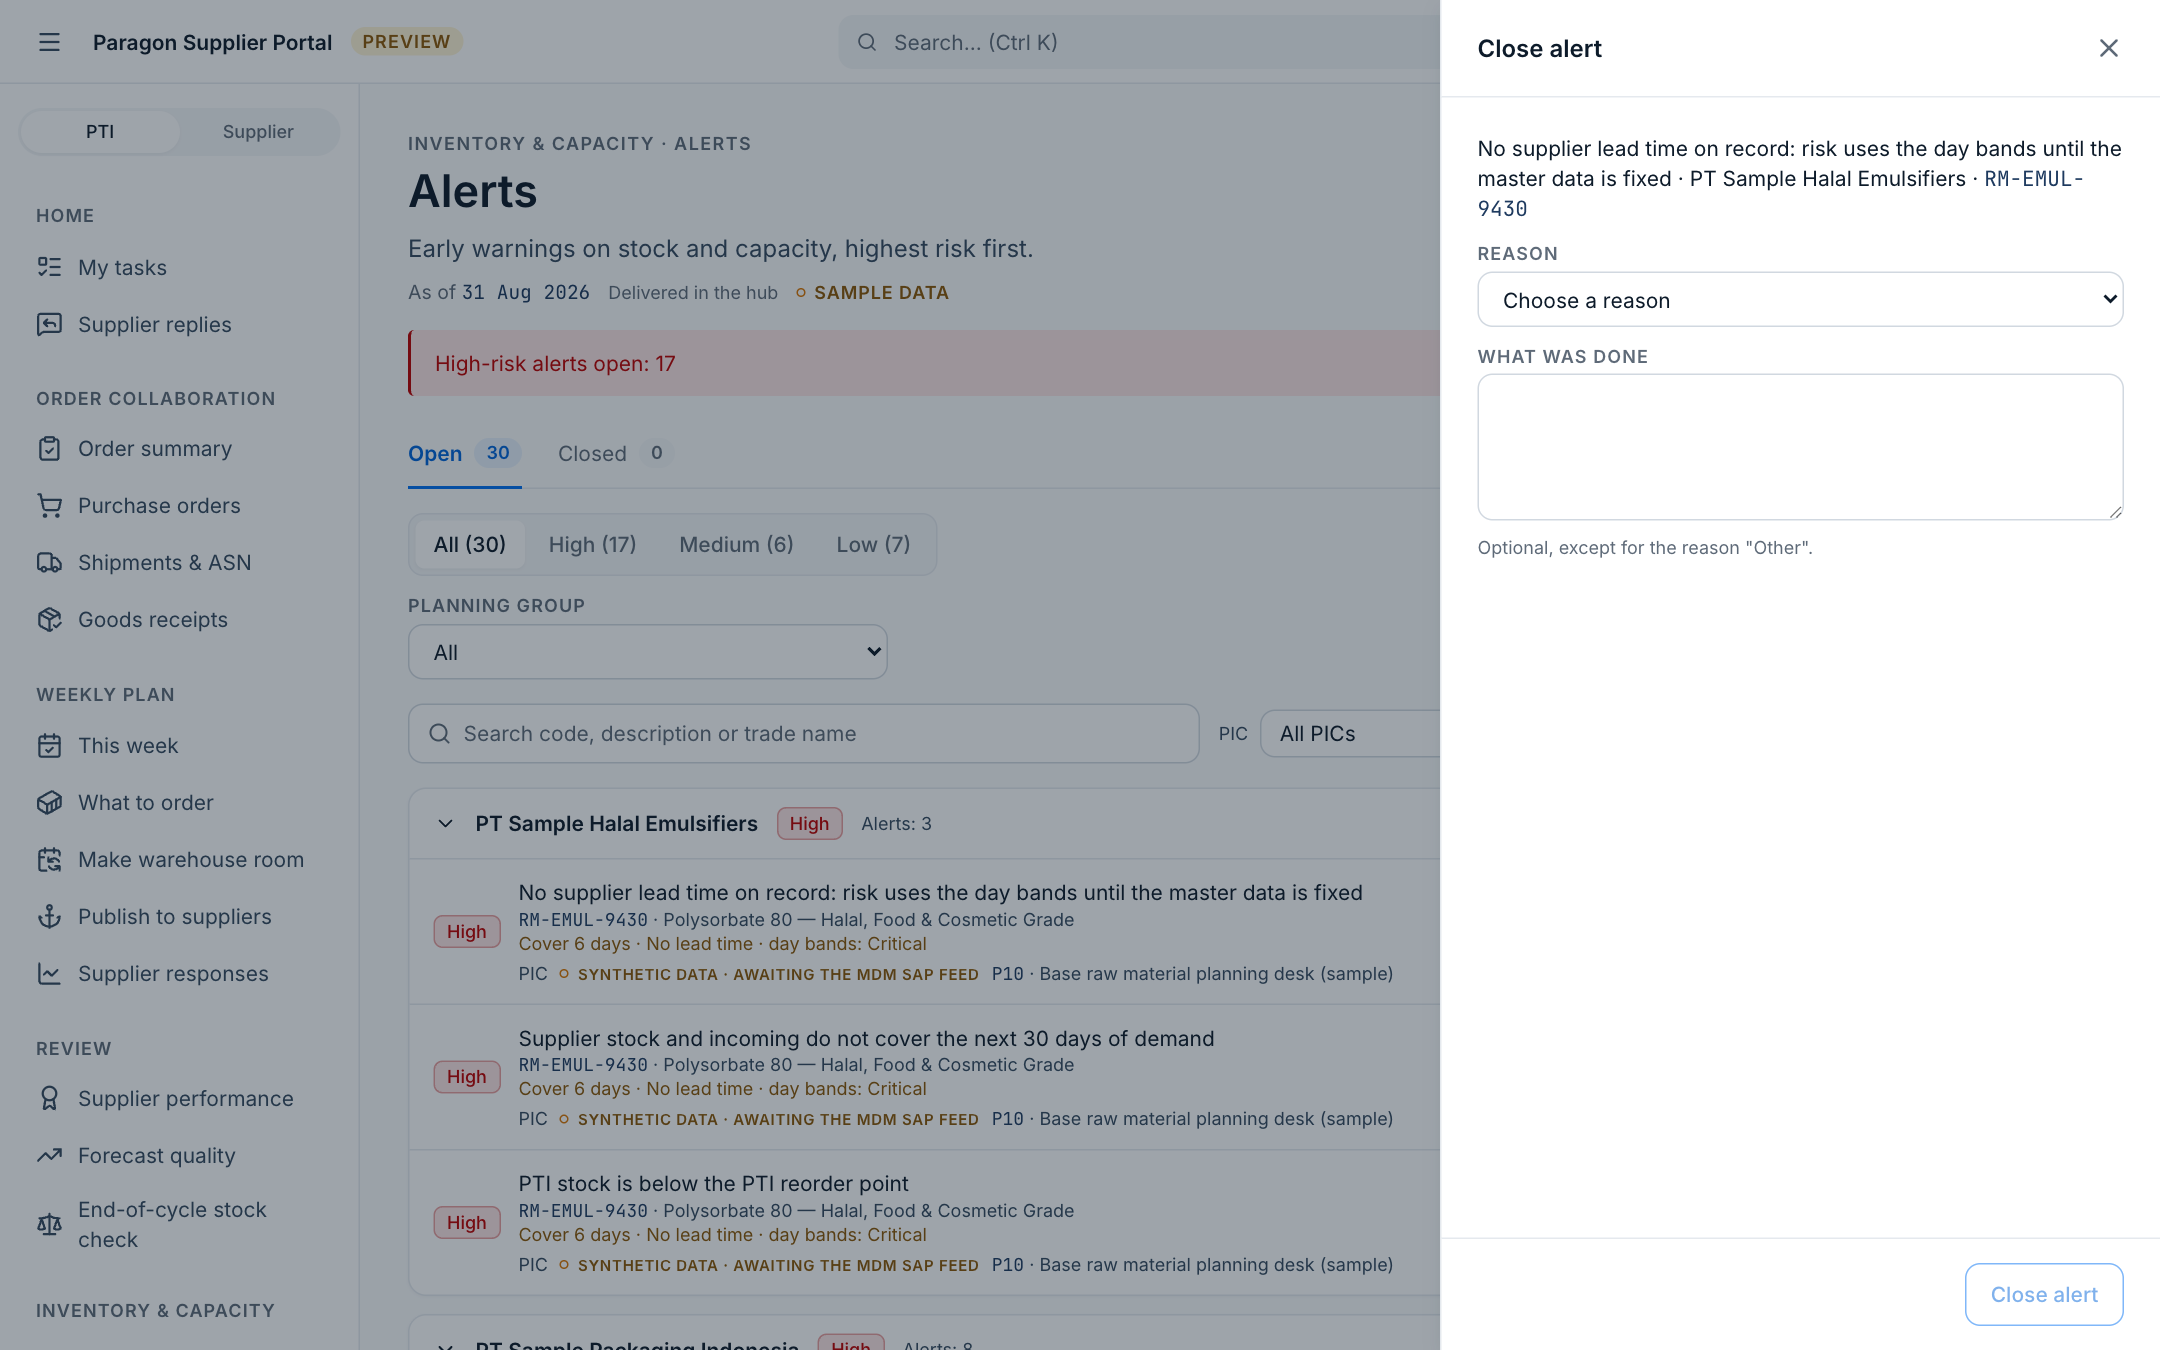 Paragon Supplier Portal
PREVIEW
Search... (Ctrl K)
PTI
Supplier
HOME
My tasks
Supplier replies
ORDER COLLABORATION
Order summary
Purchase orders
Shipments & ASN
Goods receipts
WEEKLY PLAN
This week
What to order
Make warehouse room
Publish to suppliers
Supplier responses
REVIEW
Supplier performance
Forecast quality
End-of-cycle stock
check
INVENTORY & CAPACITY
INVENTORY & CAPACITY · ALERTS
Alerts
Early warnings on stock and capacity, highest risk first.
As of 31 Aug 2026 Delivered in the hub SAMPLE DATA
High-risk alerts open: 17
Open 30 Closed 0
All (30) High (17) Medium (6) Low (7)
PLANNING GROUP
All
Search code, description or trade name
PIC All PICs
PT Sample Halal Emulsifiers High Alerts: 3
No supplier lead time on record: risk uses the day bands until the master data is fixed
High
RM-EMUL-9430 · Polysorbate 80 — Halal, Food & Cosmetic Grade
Cover 6 days · No lead time · day bands: Critical
PIC SYNTHETIC DATA · AWAITING THE MDM SAP FEED P10 · Base raw material planning desk (sample)
Supplier stock and incoming do not cover the next 30 days of demand
High
RM-EMUL-9430 · Polysorbate 80 — Halal, Food & Cosmetic Grade
Cover 6 days · No lead time · day bands: Critical
PIC SYNTHETIC DATA · AWAITING THE MDM SAP FEED P10 · Base raw material planning desk (sample)
PTI stock is below the PTI reorder point
High
RM-EMUL-9430 · Polysorbate 80 — Halal, Food & Cosmetic Grade
Cover 6 days · No lead time · day bands: Critical
PIC SYNTHETIC DATA · AWAITING THE MDM SAP FEED P10 · Base raw material planning desk (sample)
PT Sample Packaging Indonesia High Alerts: 8
Close alert
No supplier lead time on record: risk uses the day bands until the
master data is fixed · PT Sample Halal Emulsifiers · RM-EMUL-
9430
REASON
Choose a reason
WHAT WAS DONE
Optional, except for the reason "Other".
Close alert